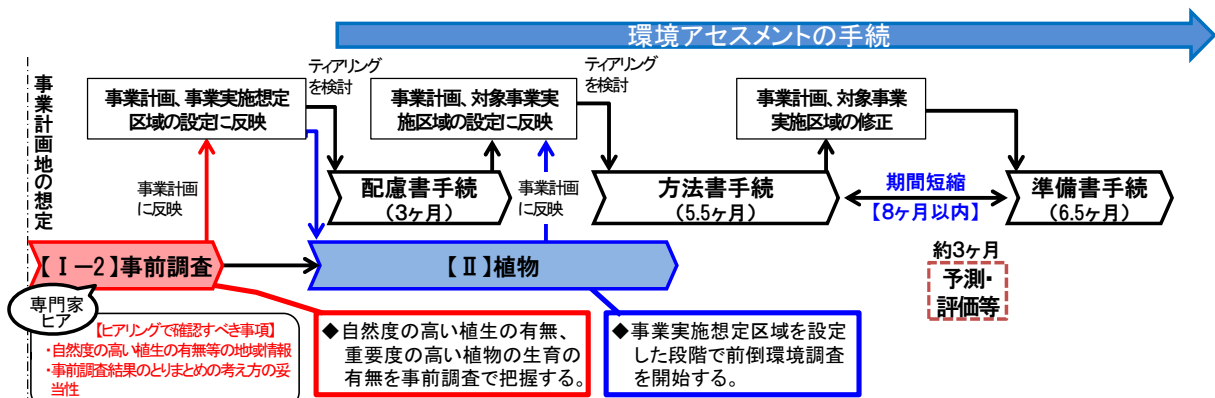 環境アセスメントの手続
事業計画地の想定
ティアリング
を検討
ティアリング
を検討
事業計画、事業実施想定
区域の設定に反映
事業計画、対象事業実
施区域の設定に反映
事業計画、対象事業
実施区域の修正
事業計画
に反映
配慮書手続
（3ヶ月）
事業計画
に反映
方法書手続
（5.5ヶ月）
期間短縮
【8ヶ月以内】
準備書手続
（6.5ヶ月）
【Ⅰ－2】事前調査
【Ⅱ】植物
約3ヶ月
予測・
評価等
専門家
ヒア
【ヒアリングで確認すべき事項】
・自然度の高い植生の有無等の地域情報
・事前調査結果のとりまとめの考え方の妥
当性
◆自然度の高い植生の有無、
重要度の高い植物の生育の
有無を事前調査で把握する。
◆事業実施想定区域を設定
した段階で前倒環境調査
を開始する。